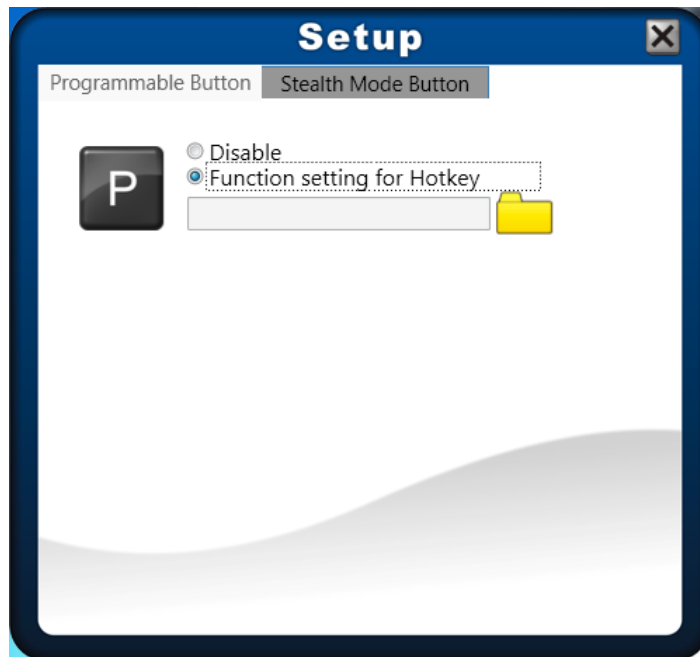 Setup
Programmable Button Stealth Mode Button
Disable
P
Function setting for Hotkey